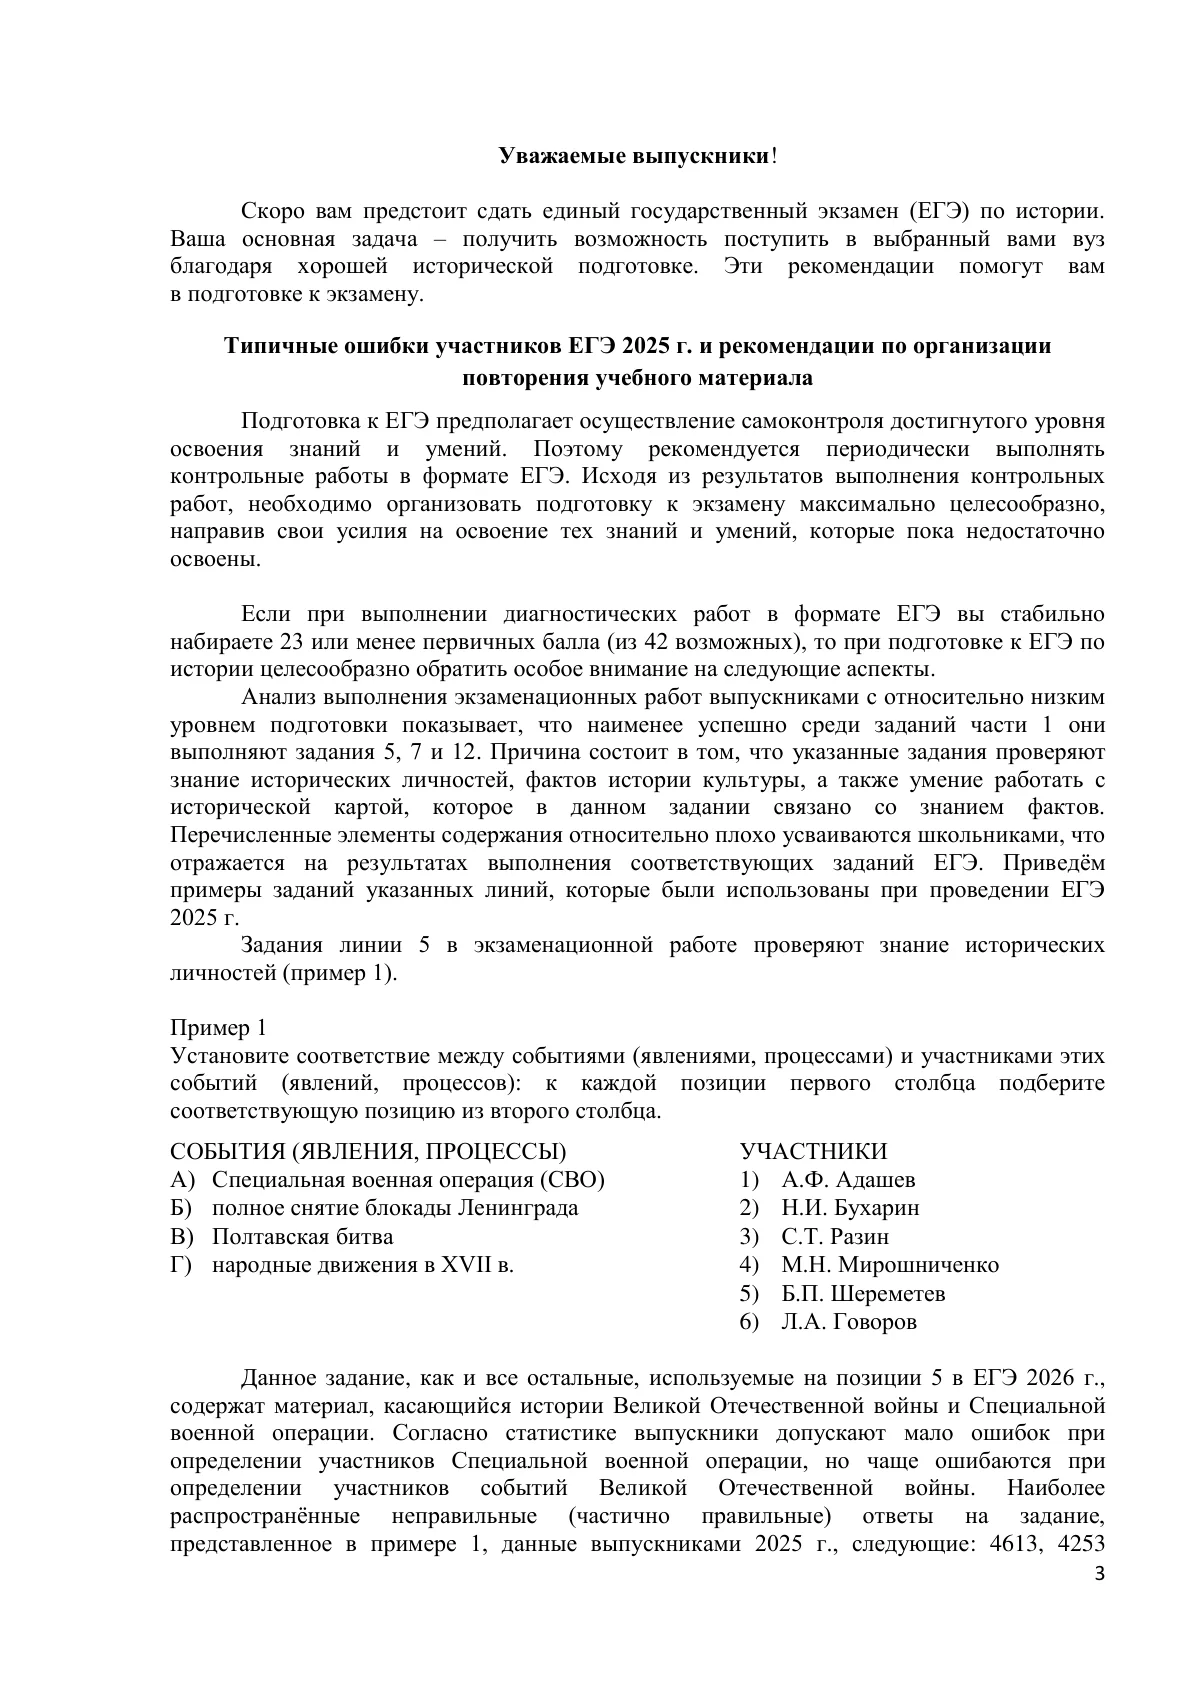 Уважаемые выпускники!
Скоро вам предстоит сдать единый государственный экзамен (ЕГЭ) по истории.
Ваша основная задача – получить возможность поступить в выбранный вами вуз
благодаря хорошей исторической подготовке. Эти рекомендации помогут вам
в подготовке к экзамену.
Типичные ошибки участников ЕГЭ 2025 г. и рекомендации по организации
повторения учебного материала
Подготовка к ЕГЭ предполагает осуществление самоконтроля достигнутого уровня
освоения знаний и умений. Поэтому рекомендуется периодически выполнять
контрольные работы в формате ЕГЭ. Исходя из результатов выполнения контрольных
работ, необходимо организовать подготовку к экзамену максимально целесообразно,
направив свои усилия на освоение тех знаний и умений, которые пока недостаточно
освоены.
Если при выполнении диагностических работ в формате ЕГЭ вы стабильно
набираете 23 или менее первичных балла (из 42 возможных), то при подготовке к ЕГЭ по
истории целесообразно обратить особое внимание на следующие аспекты.
Анализ выполнения экзаменационных работ выпускниками с относительно низким
уровнем подготовки показывает, что наименее успешно среди заданий части 1 они
выполняют задания 5, 7 и 12. Причина состоит в том, что указанные задания проверяют
знание исторических личностей, фактов истории культуры, а также умение работать с
исторической картой, которое в данном задании связано со знанием фактов.
Перечисленные элементы содержания относительно плохо усваиваются школьниками, что
отражается на результатах выполнения соответствующих заданий ЕГЭ. Приведём
примеры заданий указанных линий, которые были использованы при проведении ЕГЭ
2025 г.
Задания линии 5 в экзаменационной работе проверяют знание исторических
личностей (пример 1).
Пример 1
Установите соответствие между событиями (явлениями, процессами) и участниками этих
событий (явлений, процессов): к каждой позиции первого столбца подберите
соответствующую позицию из второго столбца.
СОБЫТИЯ (ЯВЛЕНИЯ, ПРОЦЕССЫ)
А) Специальная военная операция (СВО)
Б) полное снятие блокады Ленинграда
В) Полтавская битва
Г) народные движения в XVII в.
УЧАСТНИКИ
1) А.Ф. Адашев
2) Н.И. Бухарин
3) С.Т. Разин
4) М.Н. Мирошниченко
5) Б.П. Шереметев
6) Л.А. Говоров
Данное задание, как и все остальные, используемые на позиции 5 в ЕГЭ 2026 г.,
содержат материал, касающийся истории Великой Отечественной войны и Специальной
военной операции. Согласно статистике выпускники допускают мало ошибок при
определении участников Специальной военной операции, но чаще ошибаются при
определении участников событий Великой Отечественной войны. Наиболее
распространённые неправильные (частично правильные) ответы на задание,
представленное в примере 1, данные выпускниками 2025 г., следующие: 4613, 4253
3